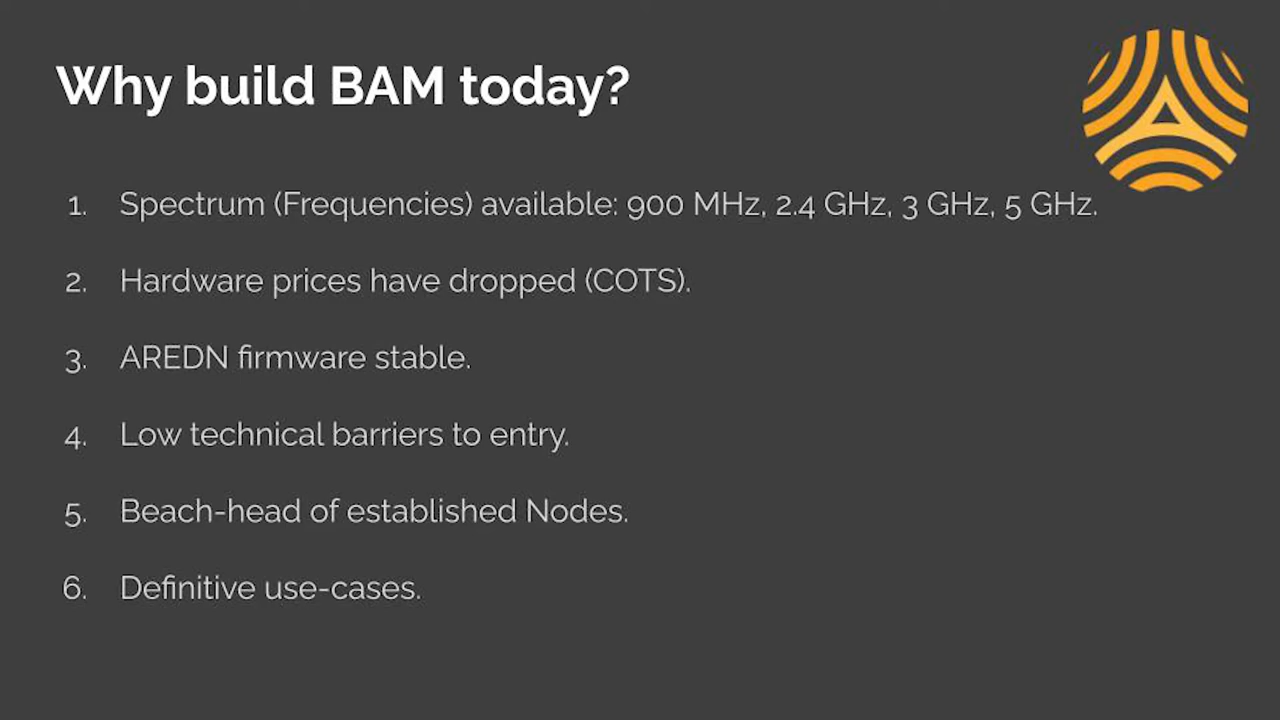 Why build BAM today?
1. Spectrum (Frequencies) available: 900 MHz, 2.4 GHz, 3 GHz, 5 GHz.
2. Hardware prices have dropped (COTS).
3. AREDN firmware stable.
4. Low technical barriers to entry.
5. Beach-head of established Nodes.
6. Definitive use-cases.